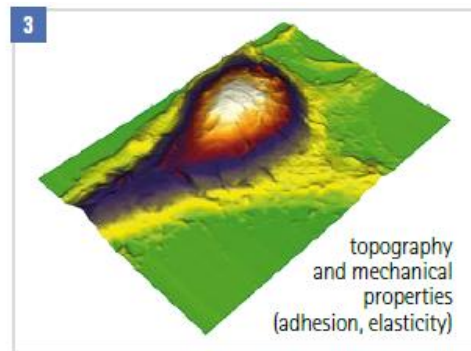 3
topography
and mechanical
properties
(adhesion, elasticity)